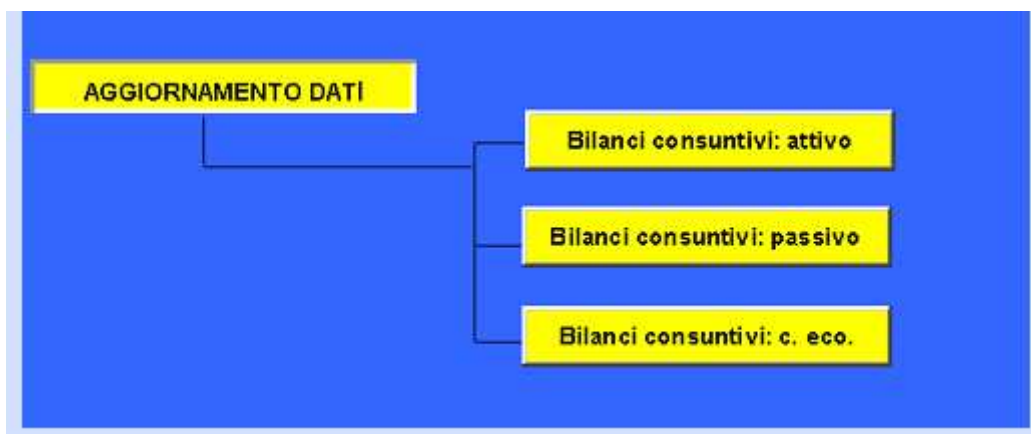 AGGIORNAMENTO DATI
Bilanci consuntivi: attivo
Bilanci consuntivi: passivo
Bilanci consuntivi: c. eco.